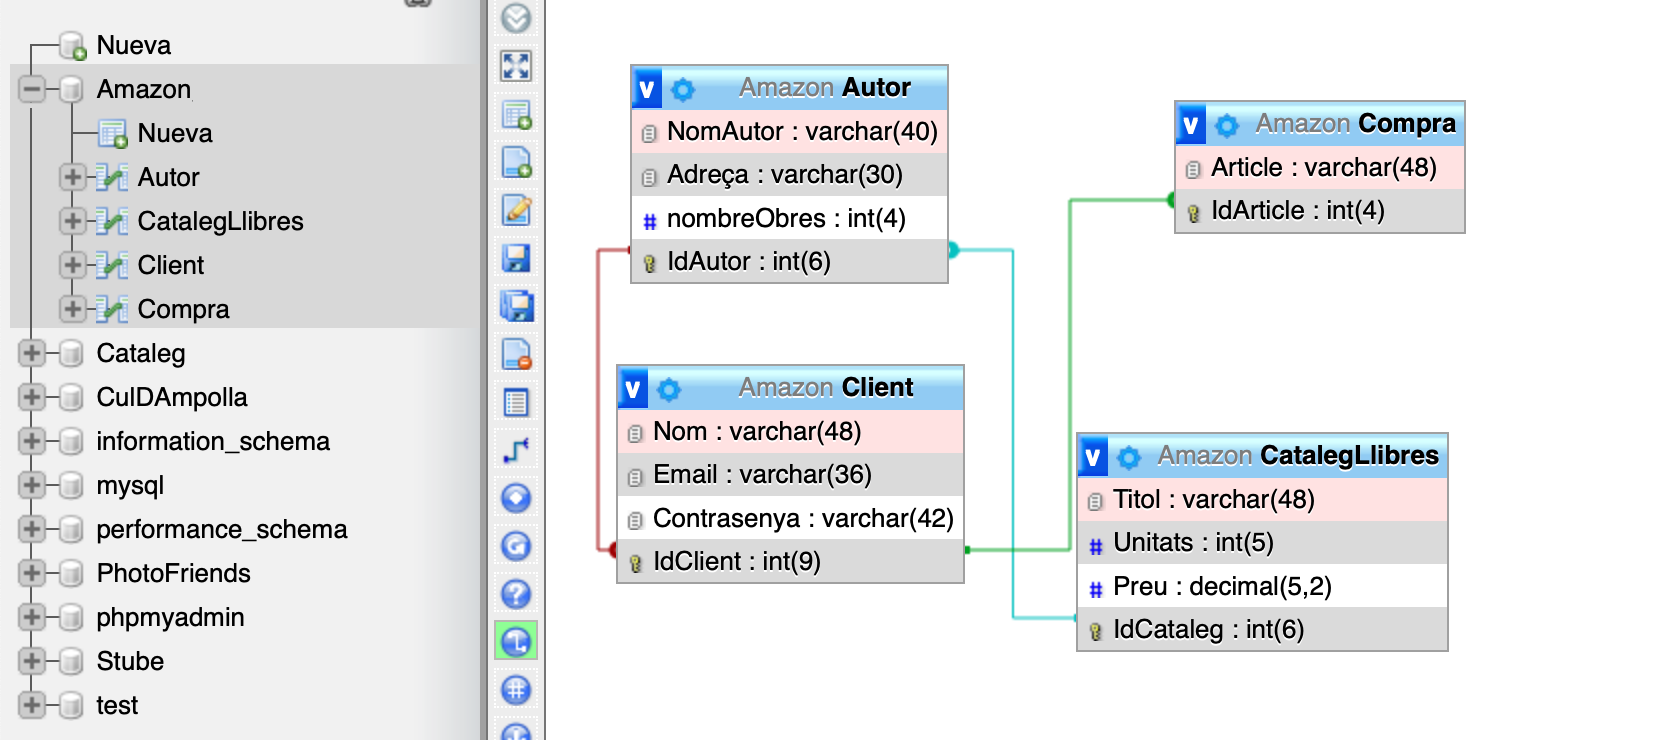 Nueva
Amazon
Nueva
Autor
CatalegLlibres
Client
Compra
Cataleg
CulDAmpolla
information_schema
mysql
performance_schema
PhotoFriends
phpmyadmin
Stube
test
v Amazon Autor
NomAutor : varchar(40)
Adreça : varchar(30)
# nombreObres : int(4)
IdAutor : int(6)
v Amazon Compra
Article : varchar(48)
IdArticle : int(4)
v Amazon Client
Nom : varchar(48)
Email : varchar(36)
Contrasenya : varchar(42)
IdClient : int(9)
v Amazon CatalegLlibres
Titol : varchar(48)
# Unitats : int(5)
# Preu : decimal(5,2)
IdCataleg : int(6)